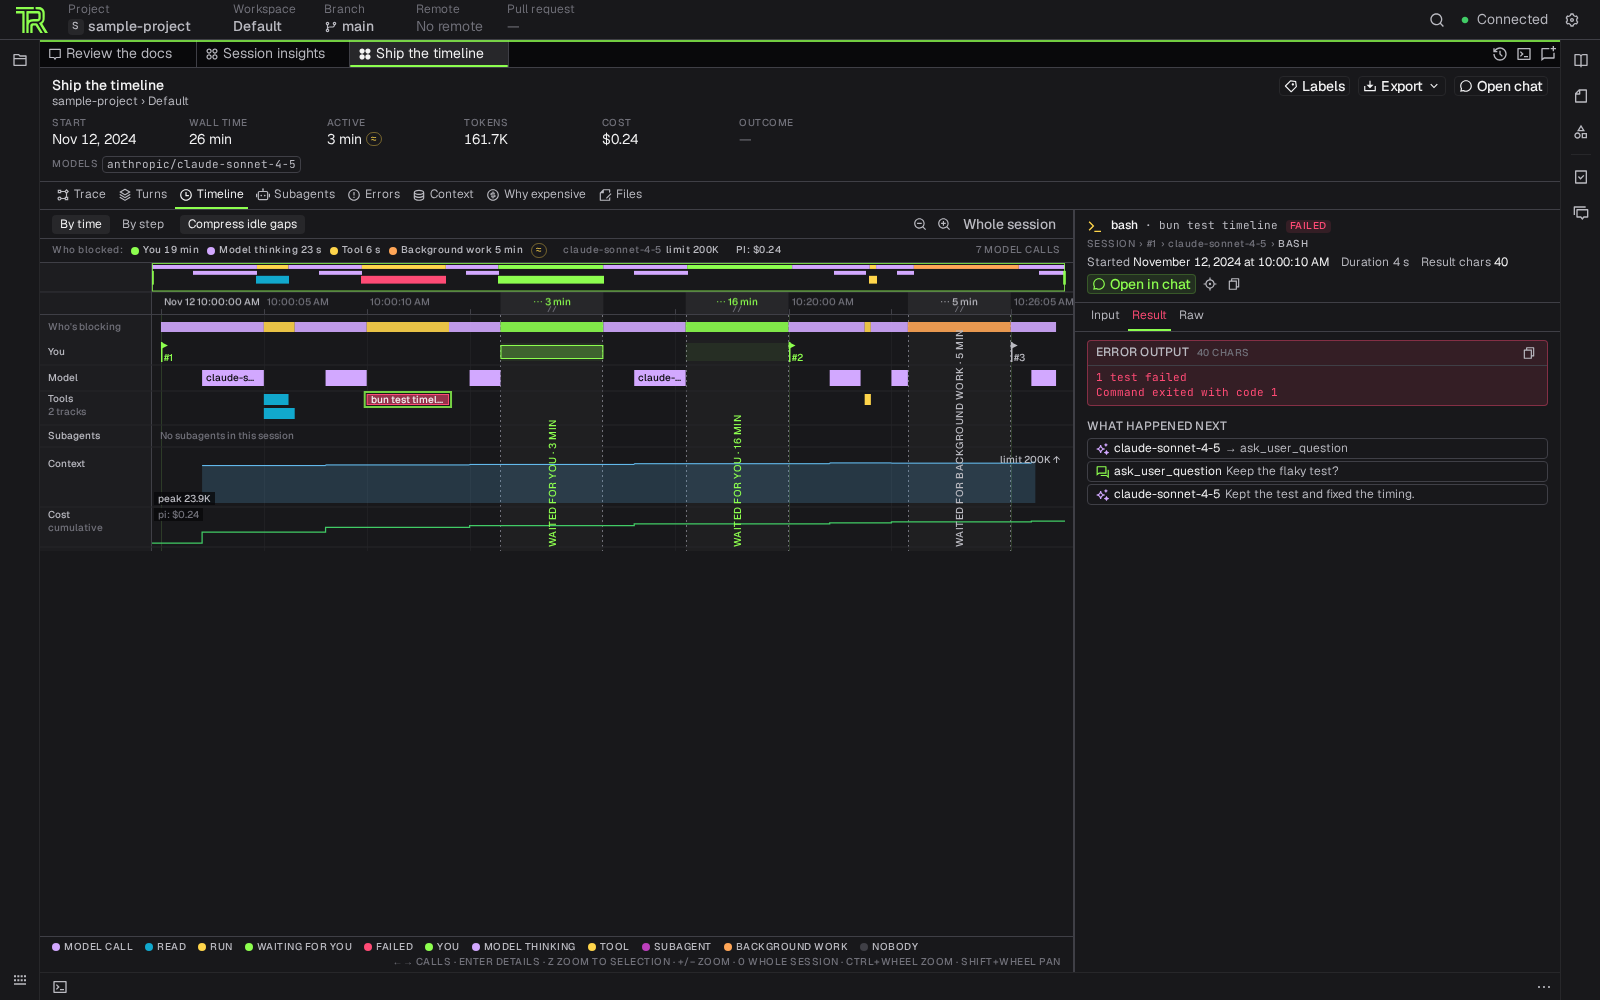 Project
S sample-project
Workspace
Default
Branch
main
Remote
No remote
Pull request
—
Connected
Review the docs
Session insights
Ship the timeline
Ship the timeline
sample-project › Default
Labels
Export
Open chat
START
Nov 12, 2024
WALL TIME
26 min
ACTIVE
3 min ≈
TOKENS
161.7K
COST
$0.24
OUTCOME
—
MODELS anthropic/claude-sonnet-4-5
Trace
Turns
Timeline
Subagents
Errors
Context
Why expensive
Files
By time
By step
Compress idle gaps
Whole session
Who blocked:
You 19 min
Model thinking 23 s
Tool 6 s
Background work 5 min ≈
claude-sonnet-4-5 limit 200K
PI: $0.24
7 MODEL CALLS
Nov 12 10:00:00 AM
10:00:05 AM
10:00:10 AM
··· 3 min
//
··· 16 min
//
10:20:00 AM
··· 5 min
//
10:26:05 AM
Who's blocking
You
#1
#2
#3
Model
claude-s...
claude-...
Tools
2 tracks
bun test timel...
Subagents
No subagents in this session
Context
limit 200K ↑
peak 23.9K
Cost
cumulative
pi: $0.24
WAITED FOR YOU · 3 MIN
WAITED FOR YOU · 16 MIN
WAITED FOR BACKGROUND WORK · 5 MIN
MODEL CALL
READ
RUN
WAITING FOR YOU
FAILED
YOU
MODEL THINKING
TOOL
SUBAGENT
BACKGROUND WORK
NOBODY
← → CALLS · ENTER DETAILS · Z ZOOM TO SELECTION · +/− ZOOM · 0 WHOLE SESSION · CTRL+WHEEL ZOOM · SHIFT+WHEEL PAN
bash · bun test timeline FAILED
SESSION › #1 › claude-sonnet-4-5 › BASH
Started November 12, 2024 at 10:00:10 AM Duration 4 s Result chars 40
Open in chat
Input
Result
Raw
ERROR OUTPUT 40 CHARS
1 test failed
Command exited with code 1
WHAT HAPPENED NEXT
claude-sonnet-4-5 → ask_user_question
ask_user_question Keep the flaky test?
claude-sonnet-4-5 Kept the test and fixed the timing.